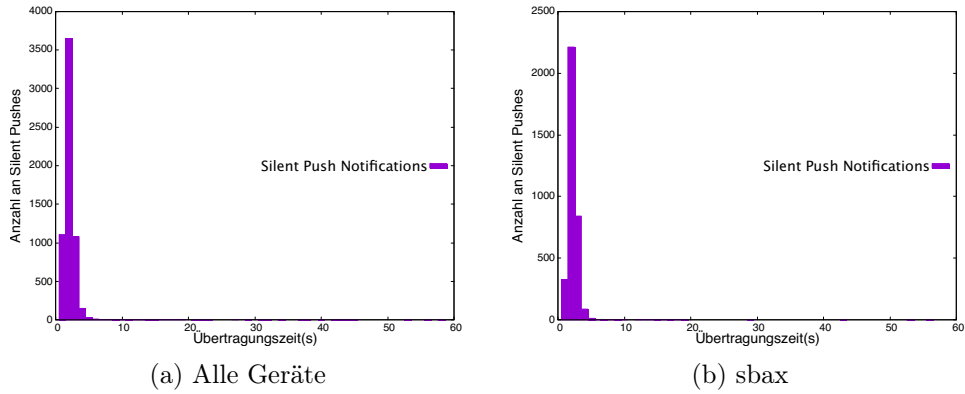 4000
3500
3000
2500
2000
1500
1000
500
0
Anzahl an Silent Pushes
Silent Push Notifications
0 10 20 30 40 50 60
Übertragungszeit(s)
(a) Alle Geräte
2500
2000
1500
1000
500
0
Anzahl an Silent Pushes
Silent Push Notifications
0 10 20 30 40 50 60
Übertragungszeit(s)
(b) sbax